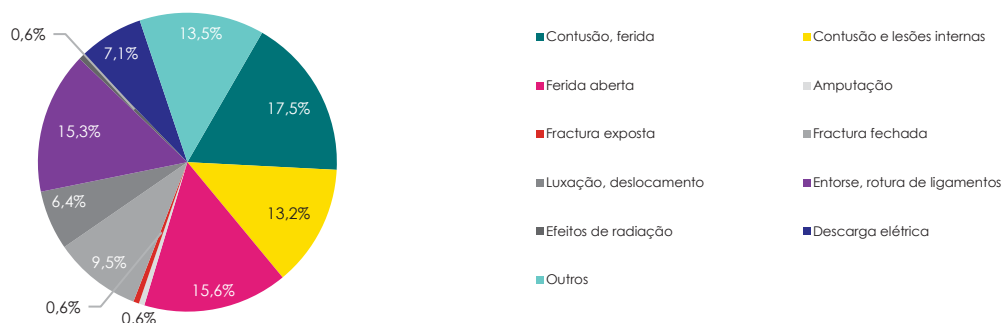 0,6%
7,1%
13,5%
17,5%
13,2%
15,6%
0,6%
0,6%
9,5%
6,4%
15,3%
Contusão, ferida
Contusão e lesões internas
Ferida aberta
Amputação
Fractura exposta
Fractura fechada
Luxação, deslocamento
Entorse, rotura de ligamentos
Efeitos de radiação
Descarga elétrica
Outros